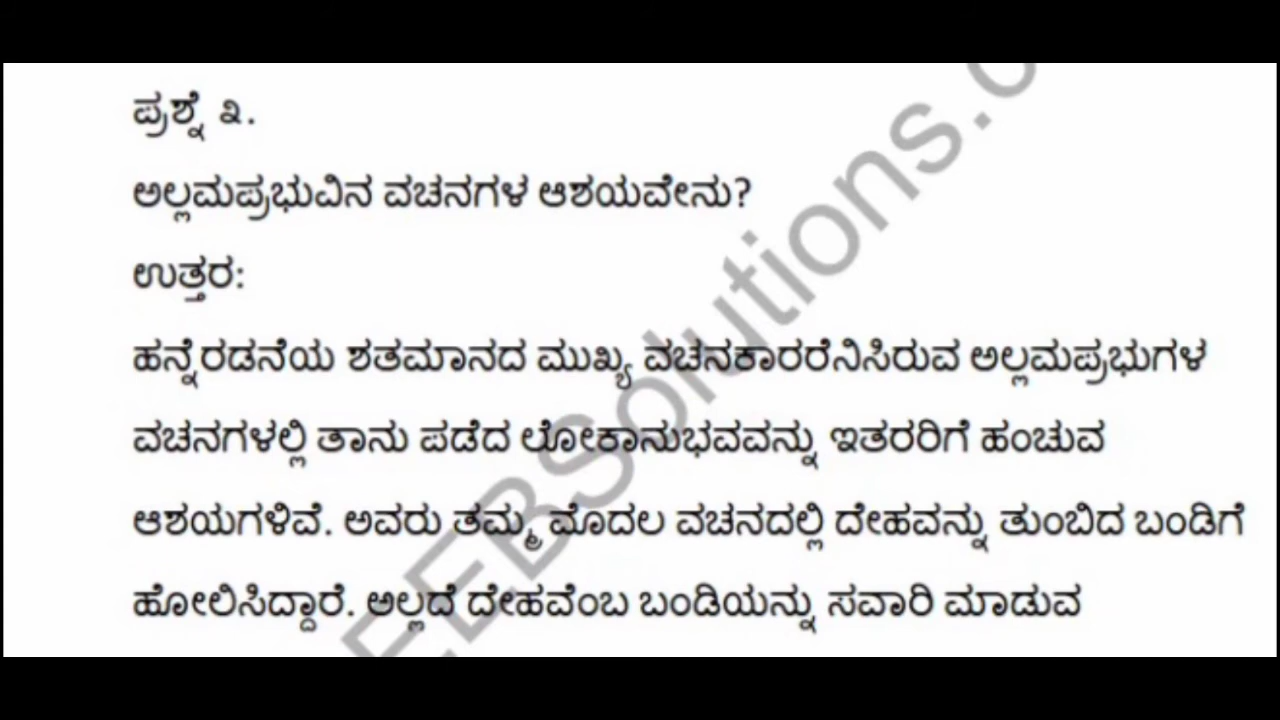 ಪ್ರಶ್ನೆ ೩.
ಅಲ್ಲಮಪ್ರಭುವಿನ ವಚನಗಳ ಆಶಯವೇನು?
ಉತ್ತರ:
ಹನ್ನೆರಡನೆಯ ಶತಮಾನದ ಮುಖ್ಯ ವಚನಕಾರರೆನಿಸಿರುವ ಅಲ್ಲಮಪ್ರಭುಗಳ
ವಚನಗಳಲ್ಲಿ ತಾನು ಪಡೆದ ಲೋಕಾನುಭವವನ್ನು ಇತರರಿಗೆ ಹಂಚುವ
ಆಶಯಗಳಿವೆ. ಅವರು ತಮ್ಮ ಮೊದಲ ವಚನದಲ್ಲಿ ದೇಹವನ್ನು ತುಂಬಿದ ಬಂಡಿಗೆ
ಹೋಲಿಸಿದ್ದಾರೆ. ಅಲ್ಲದೆ ದೇಹವೆಂಬ ಬಂಡಿಯನ್ನು ಸವಾರಿ ಮಾಡುವ
EEBSolutions.c